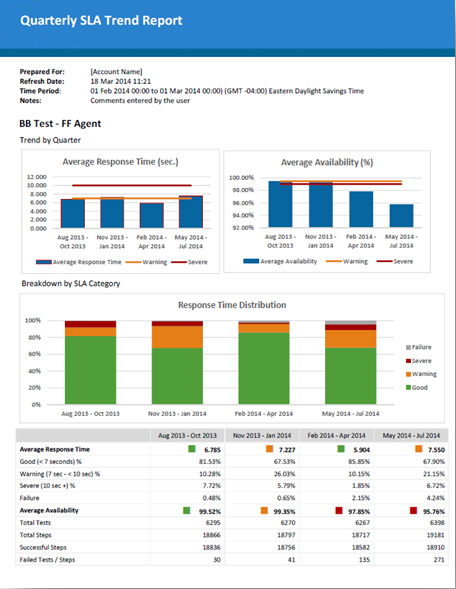 Quarterly SLA Trend Report
Prepared For: [Account Name]
Refresh Date: 18 Mar 2014 11:21
Time Period: 01 Feb 2014 00:00 to 01 Mar 2014 00:00) (GMT -04:00) Eastern Daylight Savings Time
Notes: Comments entered by the user
BB Test - FF Agent
Trend by Quarter
Average Response Time (sec.)
12.000
10.000
8.000
6.000
4.000
2.000
0.000
Aug 2013 - Nov 2013 - Feb 2014 - May 2014 -
Oct 2013 Jan 2014 Apr 2014 Jul 2014
Average Response Time Warning Severe
Average Availability (%)
100.00%
98.00%
96.00%
94.00%
92.00%
Aug 2013 - Nov 2013 - Feb 2014 - May 2014 -
Oct 2013 Jan 2014 Apr 2014 Jul 2014
Average Availability Warning Severe
Breakdown by SLA Category
Response Time Distribution
100%
80%
60%
40%
20%
0%
Aug 2013 - Oct 2013 Nov 2013 - Jan 2014 Feb 2014 - Apr 2014 May 2014 - Jul 2014
Failure
Severe
Warning
Good
Aug 2013 - Oct 2013 Nov 2013 - Jan 2014 Feb 2014 - Apr 2014 May 2014 - Jul 2014
Average Response Time 6.785 7.227 5.904 7.550
Good (< 7 seconds) % 81.53% 67.53% 85.85% 67.90%
Warning (7 sec - < 10 sec) % 10.28% 26.03% 10.15% 21.15%
Severe (10 sec +) % 7.72% 5.79% 1.85% 6.72%
Failure 0.48% 0.65% 2.15% 4.24%
Average Availability 99.52% 99.35% 97.85% 95.76%
Total Tests 6295 6270 6267 6398
Total Steps 18866 18797 18717 19181
Successful Steps 18836 18756 18582 18910
Failed Tests / Steps 30 41 135 271